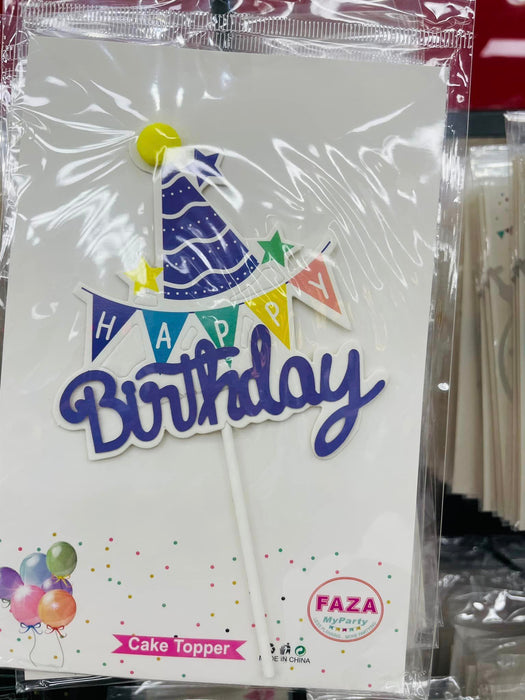 HAPPY
Birthday
FAZA
MyParty
Cake Topper
MADE IN CHINA